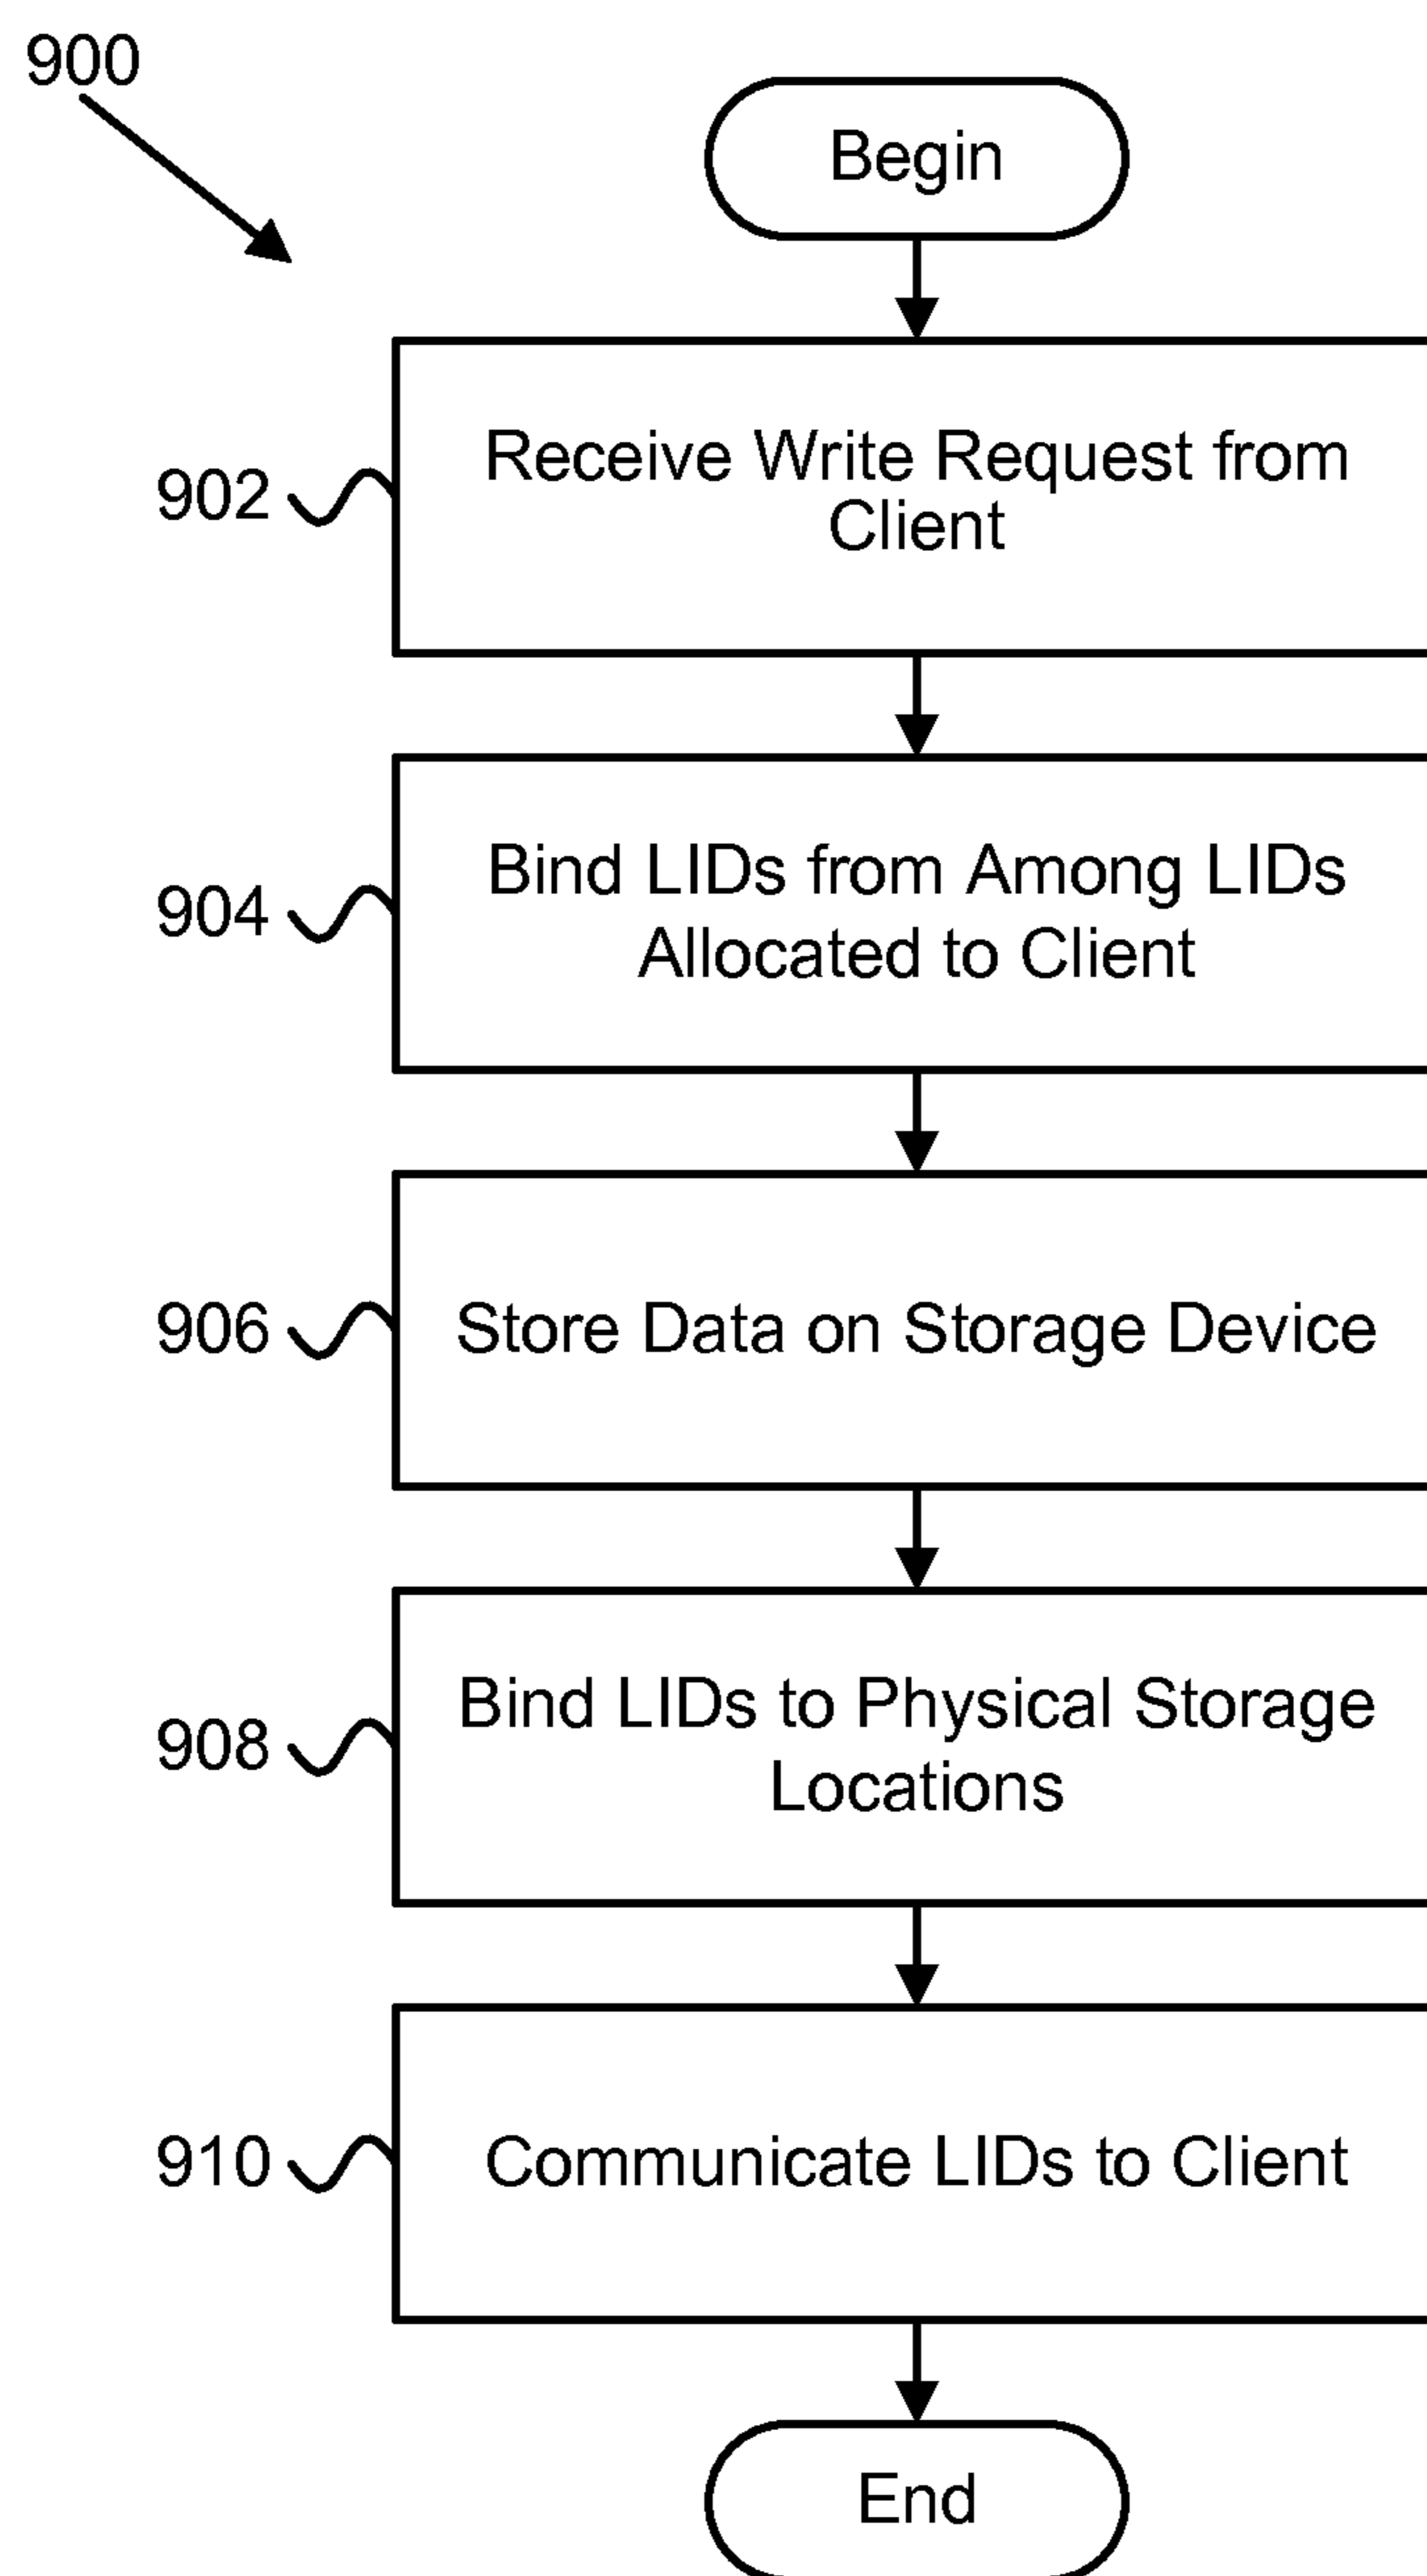 900
Begin
902
Receive Write Request from
Client
904
Bind LIDs from Among LIDs
Allocated to Client
906
Store Data on Storage Device
908
Bind LIDs to Physical Storage
Locations
910
Communicate LIDs to Client
End